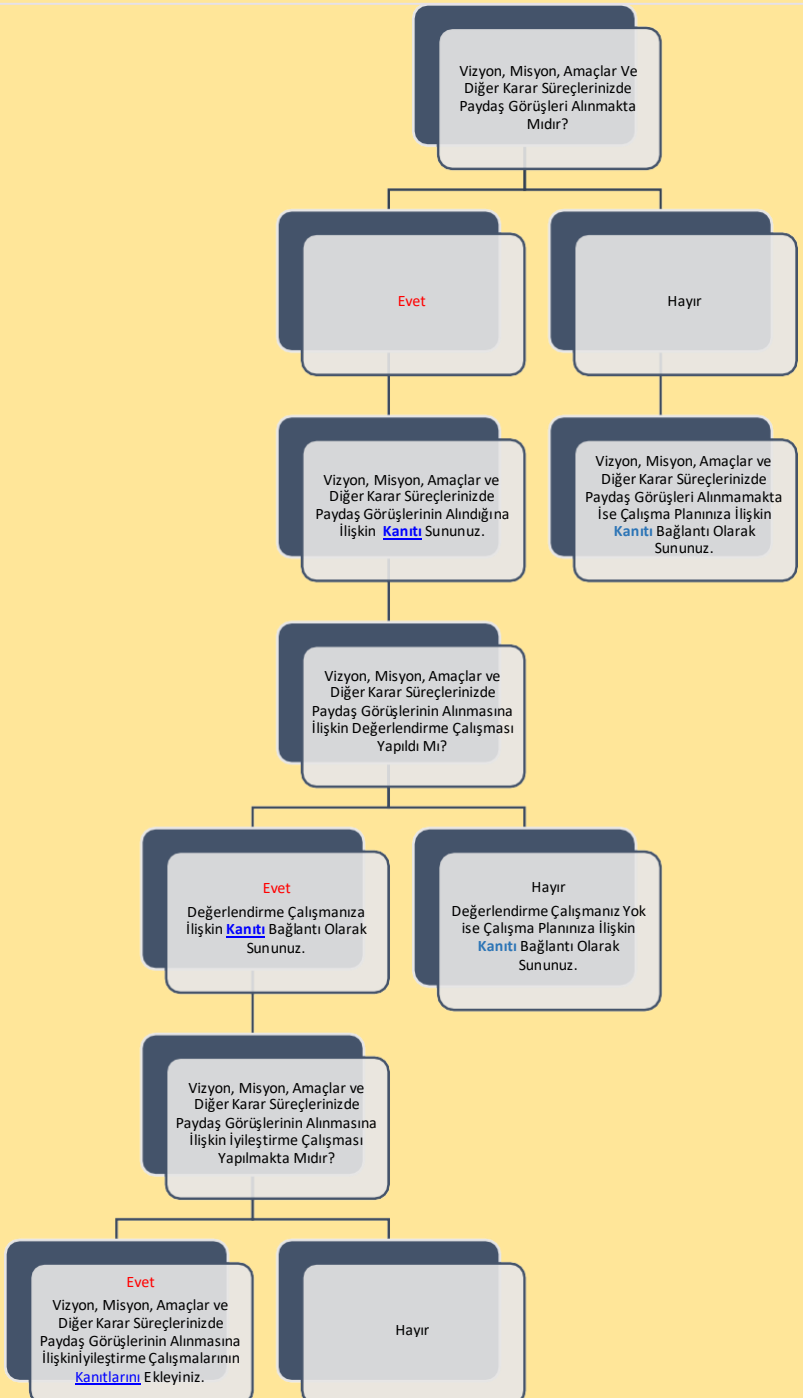 Vizyon, Misyon, Amaçlar Ve
Diğer Karar Süreçlerinizde
Paydaş Görüşleri Alınmakta
Mıdır?
Evet
Hayır
Vizyon, Misyon, Amaçlar ve
Diğer Karar Süreçlerinizde
Paydaş Görüşlerinin Alındığına
İlişkin Kanıtı Sununuz.
Vizyon, Misyon, Amaçlar ve
Diğer Karar Süreçlerinizde
Paydaş Görüşleri Alınmamakta
İse Çalışma Planınıza İlişkin
Kanıtı Bağlantı Olarak
Sununuz.
Vizyon, Misyon, Amaçlar ve
Diğer Karar Süreçlerinizde
Paydaş Görüşlerinin Alınmasına
İlişkin Değerlendirme Çalışması
Yapıldı Mı?
Evet
Değerlendirme Çalışmanıza
İlişkin Kanıtı Bağlantı Olarak
Sununuz.
Hayır
Değerlendirme Çalışmanız Yok
ise Çalışma Planınıza İlişkin
Kanıtı Bağlantı Olarak
Sununuz.
Vizyon, Misyon, Amaçlar ve
Diğer Karar Süreçlerinizde
Paydaş Görüşlerinin Alınmasına
İlişkin İyileştirme Çalışması
Yapılmakta Mıdır?
Evet
Vizyon, Misyon, Amaçlar ve
Diğer Karar Süreçlerinizde
Paydaş Görüşlerinin Alınmasına
İlişkinİyileştirme Çalışmalarının
Kanıtlarını Ekleyiniz.
Hayır